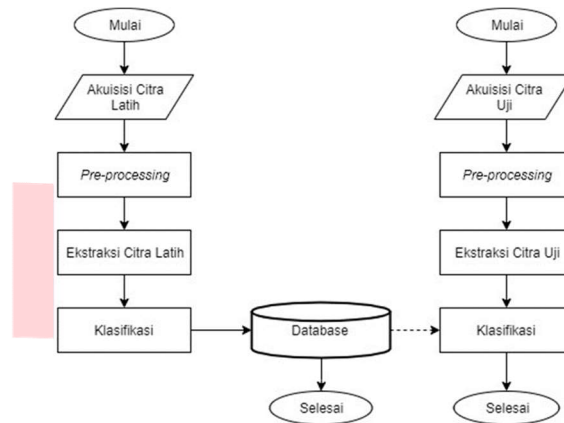 Mulai
Akuisisi Citra
Latih
Pre-processing
Ekstraksi Citra Latih
Klasifikasi
Database
Selesai
Mulai
Akuisisi Citra
Uji
Pre-processing
Ekstraksi Citra Uji
Klasifikasi
Selesai